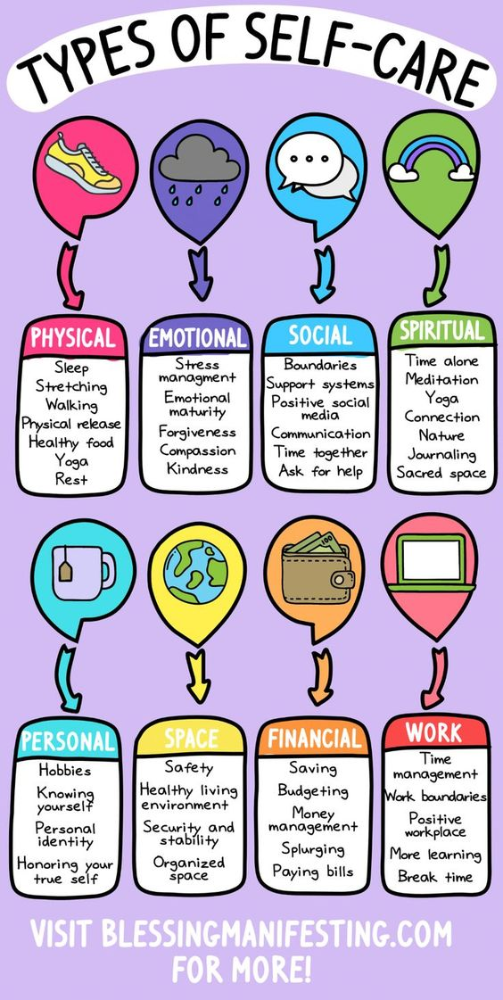 TYPES OF SELF-CARE
PHYSICAL
Sleep
Stretching
Walking
Physical release
Healthy food
Yoga
Rest
EMOTIONAL
Stress
managment
Emotional
maturity
Forgiveness
Compassion
Kindness
SOCIAL
Boundaries
Support systems
Positive social
media
Communication
Time together
Ask for help
SPIRITUAL
Time alone
Meditation
Yoga
Connection
Nature
Journaling
Sacred space
PERSONAL
Hobbies
Knowing
yourself
Personal
identity
Honoring your
true self
SPACE
Safety
Healthy living
environment
Security and
stability
Organized
space
FINANCIAL
Saving
Budgeting
Money
management
Splurging
Paying bills
WORK
Time
management
Work boundaries
Positive
workplace
More learning
Break time
VISIT BLESSINGMANIFESTING.COM
FOR MORE!